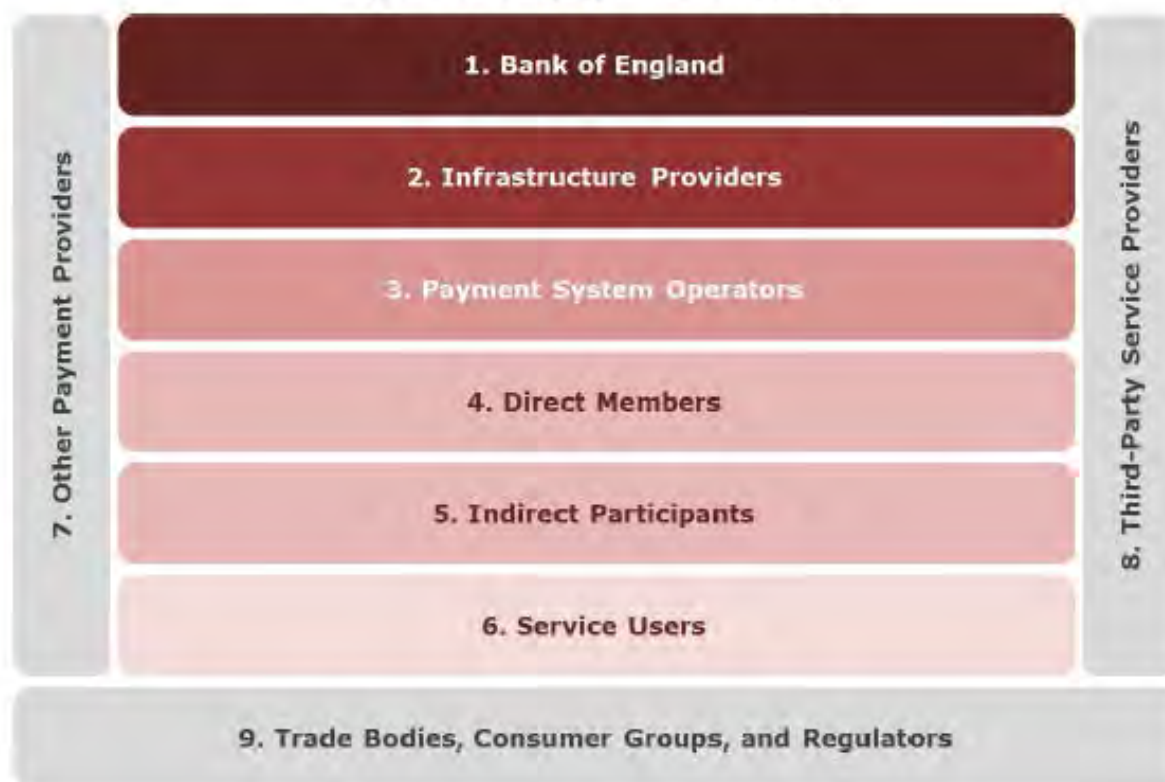 1. Bank of England
2. Infrastructure Providers
3. Payment System Operators
4. Direct Members
5. Indirect Participants
6. Service Users
7. Other Payment Providers
8. Third-Party Service Providers
9. Trade Bodies, Consumer Groups, and Regulators